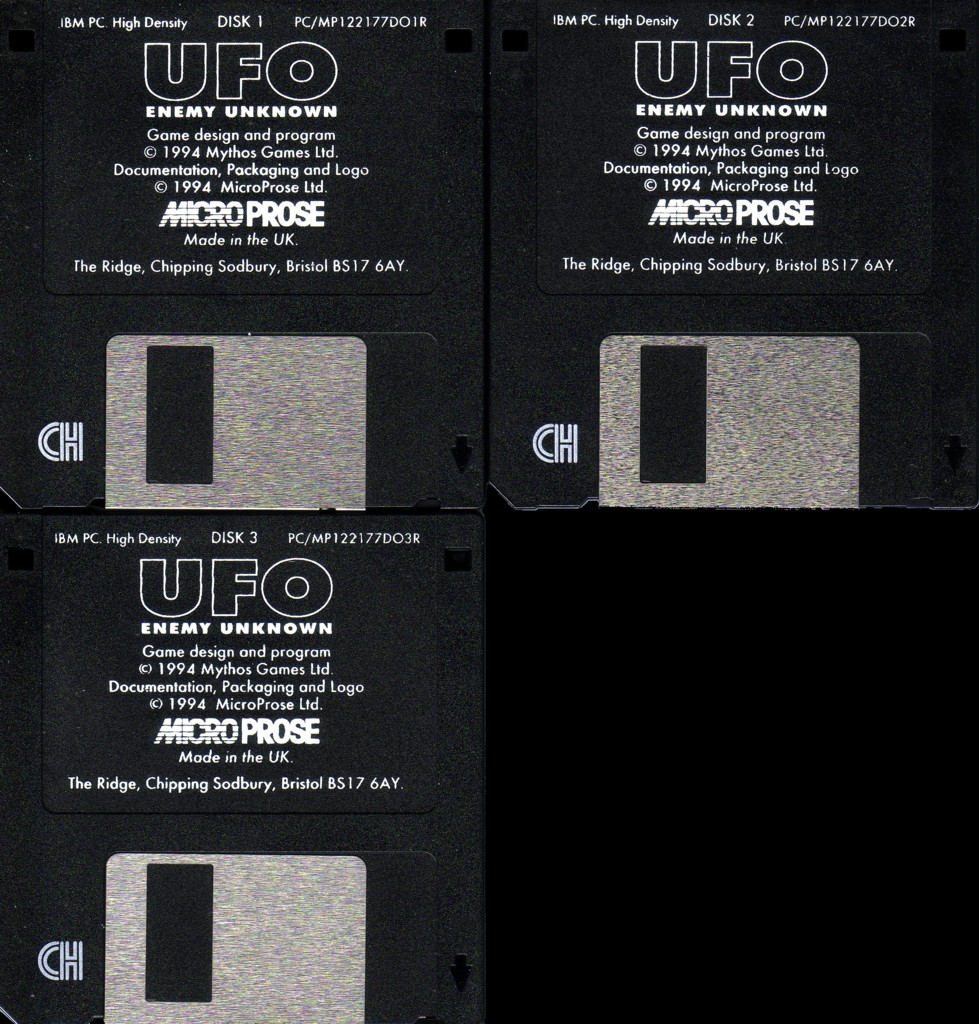 IBM PC. High Density DISK 1 PC/MP122177DO1R
UFO
ENEMY UNKNOWN
Game design and program
© 1994 Mythos Games Ltd.
Documentation, Packaging and Logo
© 1994 MicroProse Ltd.
MICROPROSE
Made in the UK.
The Ridge, Chipping Sodbury, Bristol BS17 6AY.
CH
IBM PC. High Density DISK 2 PC/MP122177DO2R
UFO
ENEMY UNKNOWN
Game design and program
© 1994 Mythos Games Ltd.
Documentation, Packaging and Logo
© 1994 MicroProse Ltd.
MICROPROSE
Made in the UK.
The Ridge, Chipping Sodbury, Bristol BS17 6AY.
CH
IBM PC. High Density DISK 3 PC/MP122177DO3R
UFO
ENEMY UNKNOWN
Game design and program
© 1994 Mythos Games Ltd.
Documentation, Packaging and Logo
© 1994 MicroProse Ltd.
MICROPROSE
Made in the UK.
The Ridge, Chipping Sodbury, Bristol BS17 6AY.
CH